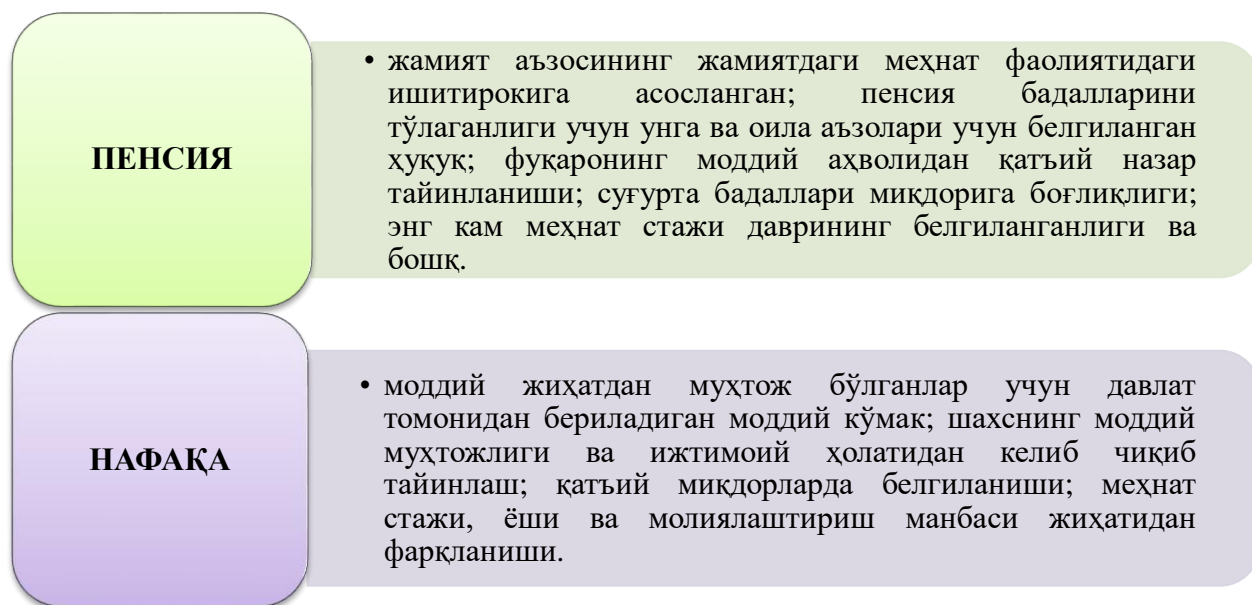 ПЕНСИЯ
• жамият аъзосининг жамиятдаги меҳнат фаолиятидаги
ишитирокига асосланган; пенсия бадалларини
тўлаганлиги учун унга ва оила аъзолари учун белгиланган
ҳуқуқ; фуқаронинг моддий аҳволидан қатъий назар
тайинланиши; суғурта бадаллари миқдорига боғлиқлиги;
энг кам меҳнат стажи даврининг белгиланганлиги ва
бошқ.
НАФАҚА
• моддий жиҳатдан муҳтож бўлганлар учун давлат
томонидан бериладиган моддий кўмак; шахснинг моддий
муҳтожлиги ва ижтимоий ҳолатидан келиб чиқиб
тайинлаш; қатъий миқдорларда белгиланиши; меҳнат
стажи, ёши ва молиялаштириш манбаси жиҳатидан
фарқланиши.